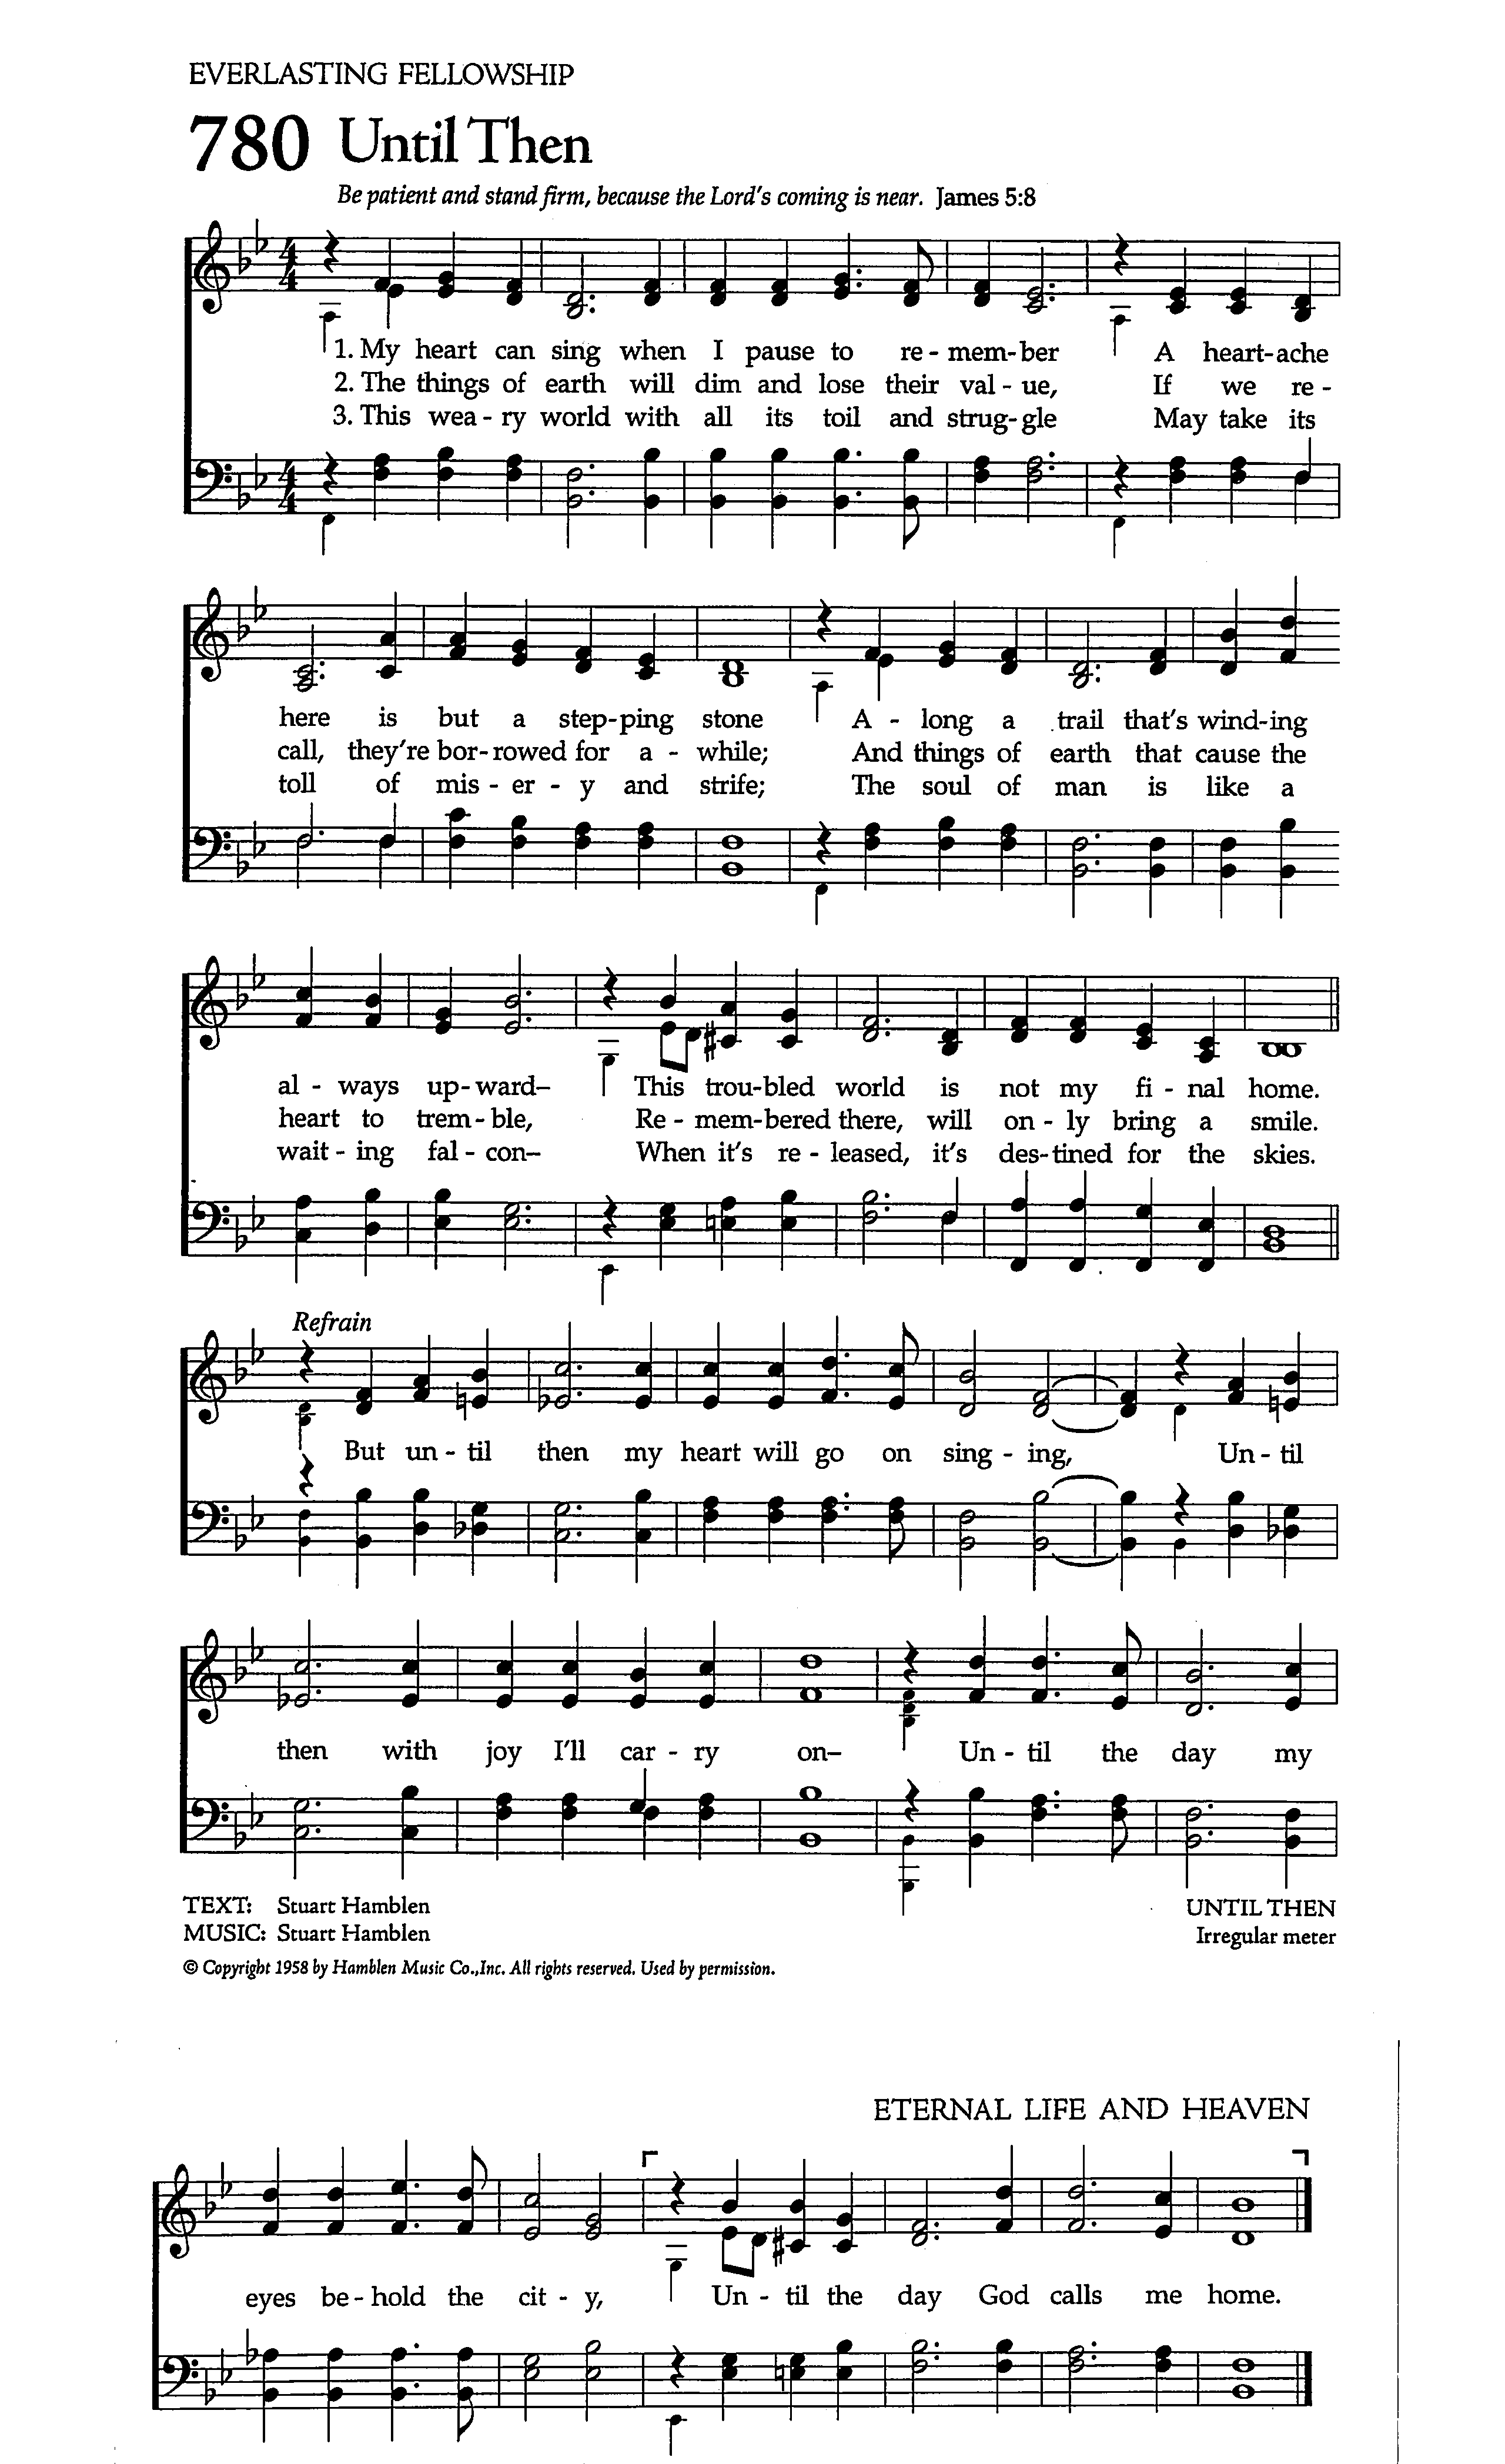 EVERLASTING FELLOWSHIP
780 Until Then
Be patient and stand firm, because the Lord's coming is near. James 5:8
4 4
1. My heart can sing when I pause to re - mem - ber A heart - ache
2. The things of earth will dim and lose their val - ue, If we re -
3. This wea - ry world with all its toil and strug - gle May take its
4 4
here is but a step - ping stone A - long a trail that's wind - ing
call, they're bor - rowed for a - while; And things of earth that cause the
toll of mis - er - y and strife; The soul of man is like a
al - ways up - ward– This trou - bled world is not my fi - nal home.
heart to trem - ble, Re - mem - bered there, will on - ly bring a smile.
wait - ing fal - con– When it's re - leased, it's des - tined for the skies.
Refrain
But un - til then my heart will go on sing - ing, Un - til
then with joy I'll car - ry on– Un - til the day my
TEXT: Stuart Hamblen UNTIL THEN
MUSIC: Stuart Hamblen Irregular meter
© Copyright 1958 by Hamblen Music Co.,Inc. All rights reserved. Used by permission.
ETERNAL LIFE AND HEAVEN
eyes be - hold the cit - y, Un - til the day God calls me home.